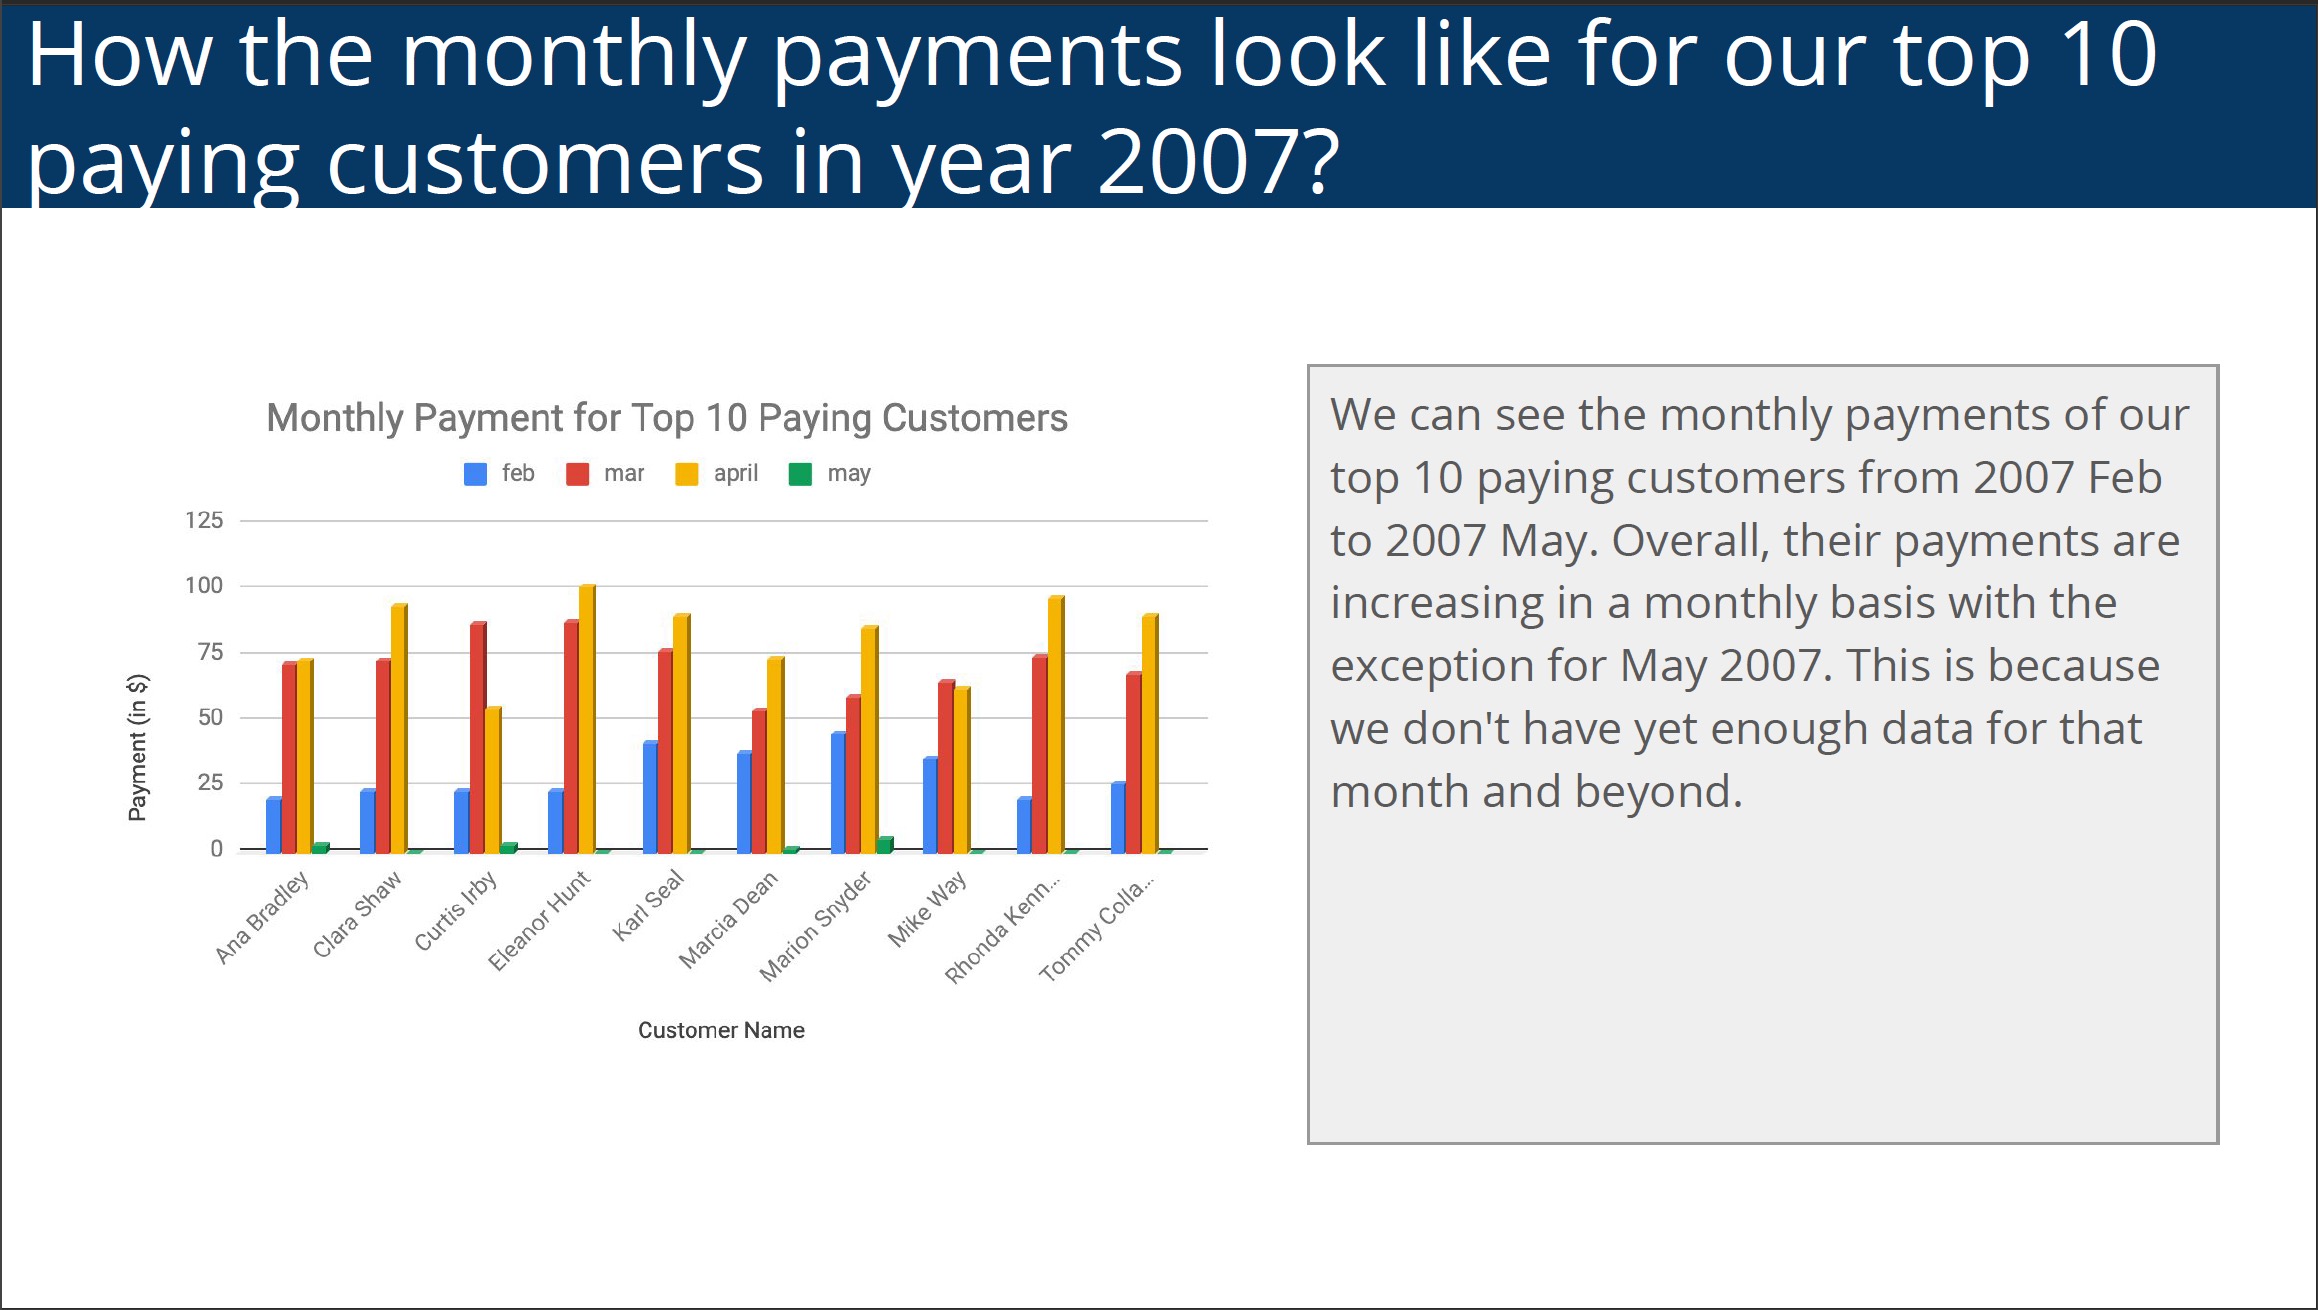 How the monthly payments look like for our top 10
paying customers in year 2007?
Monthly Payment for Top 10 Paying Customers
feb mar april may
125
100
75
50
25
0
Payment (in $)
Ana Bradley
Clara Shaw
Curtis Irby
Eleanor Hunt
Karl Seal
Marcia Dean
Marion Snyder
Mike Way
Rhonda Kenn...
Tommy Colla...
Customer Name
We can see the monthly payments of our
top 10 paying customers from 2007 Feb
to 2007 May. Overall, their payments are
increasing in a monthly basis with the
exception for May 2007. This is because
we don't have yet enough data for that
month and beyond.